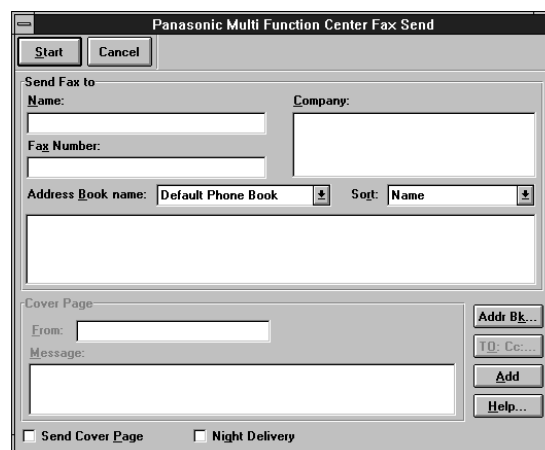 Panasonic Multi Function Center Fax Send
Start Cancel
Send Fax to
Name: Company:
Fax Number:
Address Book name: Default Phone Book Sort: Name
Cover Page
From:
Message:
Addr Bk...
TO: Cc:...
Add
Help...
Send Cover Page Night Delivery